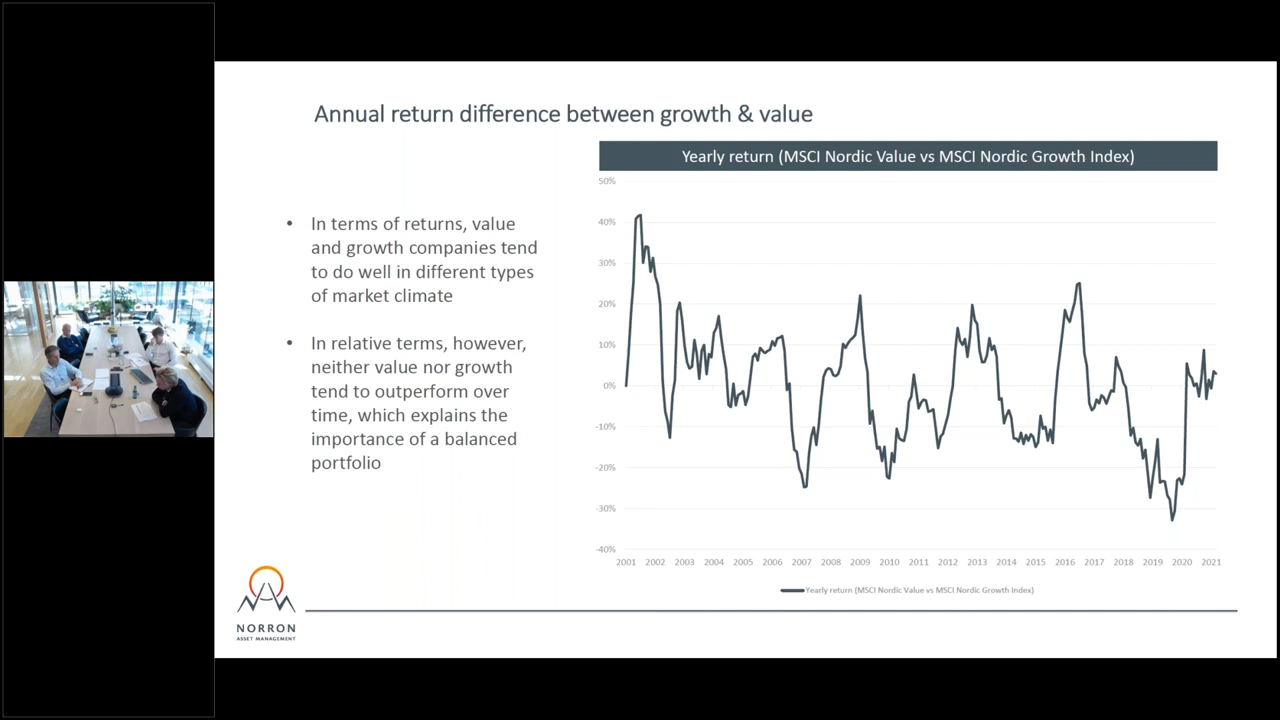 Annual return difference between growth & value
• In terms of returns, value
and growth companies tend
to do well in different types
of market climate
• In relative terms, however,
neither value nor growth
tend to outperform over
time, which explains the
importance of a balanced
portfolio
Yearly return (MSCI Nordic Value vs MSCI Nordic Growth Index)
50%
40%
30%
20%
10%
0%
-10%
-20%
-30%
-40%
2001 2002 2003 2004 2005 2006 2007 2008 2009 2010 2011 2012 2013 2014 2015 2016 2017 2018 2019 2020 2021
Yearly return (MSCI Nordic Value vs MSCI Nordic Growth Index)
NORRON
ASSET MANAGEMENT